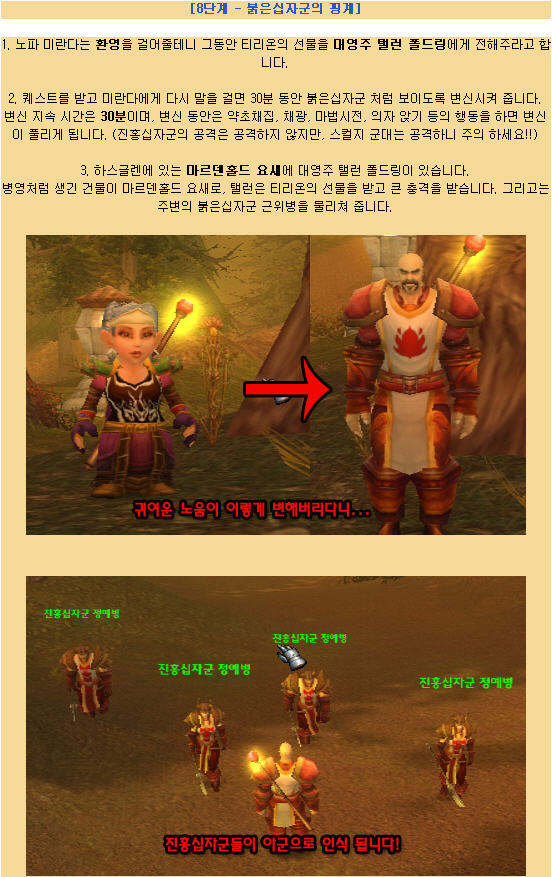 [8단계 - 붉은십자군의 핑계]
1. 노파 미란다는 환영을 걸어줄테니 그동안 티리온의 선물을 대영주 탤런 폴드링에게 전해주라고 합
니다.
2. 퀘스트를 받고 미란다에게 다시 말을 걸면 30분 동안 붉은십자군 처럼 보이도록 변신시켜 줍니다.
변신 지속 시간은 30분이며, 변신 동안은 약초채집, 채광, 마법시전, 의자 앉기 등의 행동을 하면 변신
이 풀리게 됩니다. (진홍십자군의 공격은 공격하지 않지만, 스컬지 군대는 공격하니 주의 하세요!!)
3. 하스글렌에 있는 마르덴홀드 요새에 대영주 탤런 폴드링이 있습니다.
병영처럼 생긴 건물이 마르덴홀드 요새로, 탤런은 티리온의 선물을 받고 큰 충격을 받습니다. 그리고는
주변의 붉은십자군 근위병을 물리쳐 줍니다.
귀여운 노움이 이렇게 변해버리다니...
진홍십자군 정예병
진홍십자군 정예병
진홍십자군 정예병
진홍십자군 정예병
진홍십자군들이 아군으로 인식 됩니다!